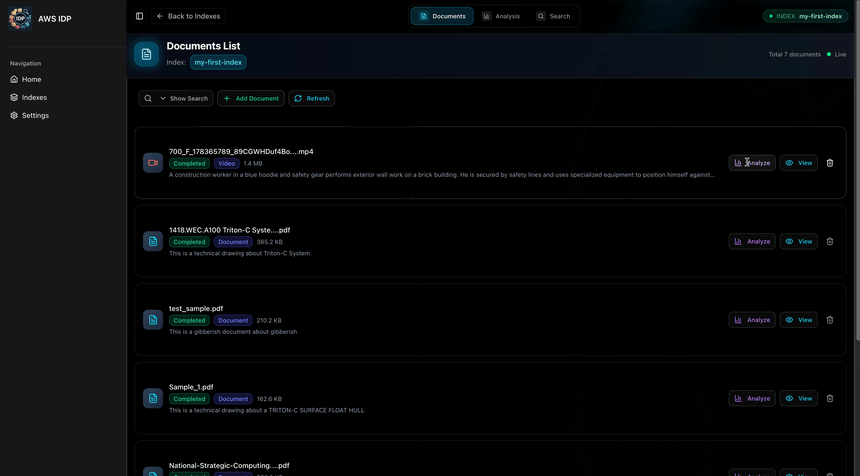 IDP
AWS IDP
Back to Indexes
Documents
Analysis
Search
INDEX my-first-index
Documents List
Index: my-first-index
Total 7 documents
Live
Navigation
Home
Indexes
Settings
Show Search
Add Document
Refresh
700_F_178365789_89CGWHDuf4Bo....mp4
Completed Video 1.4 MB
A construction worker in a blue hoodie and safety gear performs exterior wall work on a brick building. He is secured by safety lines and uses specialized equipment to position himself against...
Analyze
View
1418.WEC.A100 Triton-C Syste....pdf
Completed Document 365.2 KB
This is a technical drawing about Triton-C System.
Analyze
View
test_sample.pdf
Completed Document 210.2 KB
This is a gibberish document about gibberish
Analyze
View
Sample_1.pdf
Completed Document 162.6 KB
This is a technical drawing about a TRITON-C SURFACE FLOAT HULL
Analyze
View
National-Strategic-Computing....pdf
Completed Document
Analyze
View